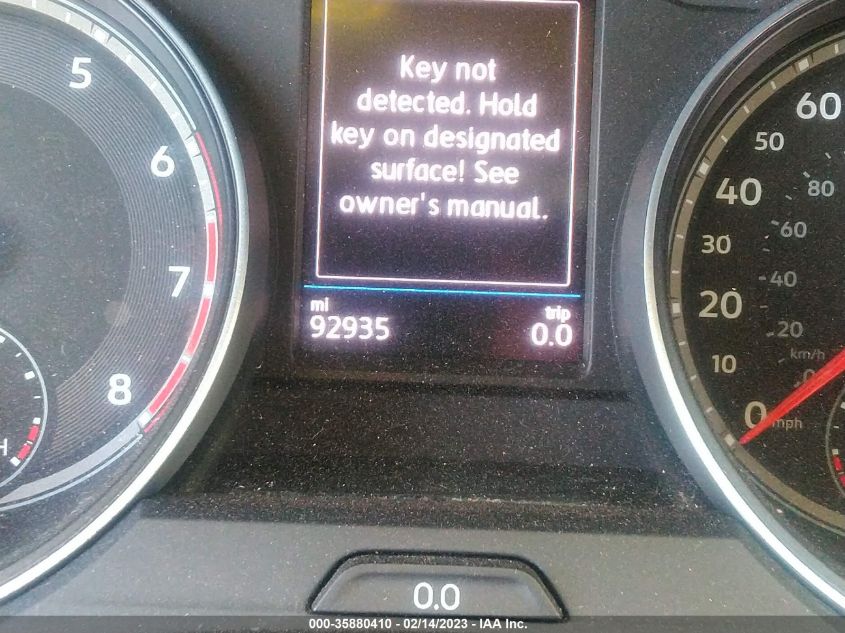 Key not
detected. Hold
key on designated
surface! See
owner's manual.
mi
trip
92935
0.0
5
6
7
8
H
60
50
40
30
20
10
0
mph
80
60
40
20
0
km/h
0.0
000-35880410 - 02/14/2023 - IAA Inc.